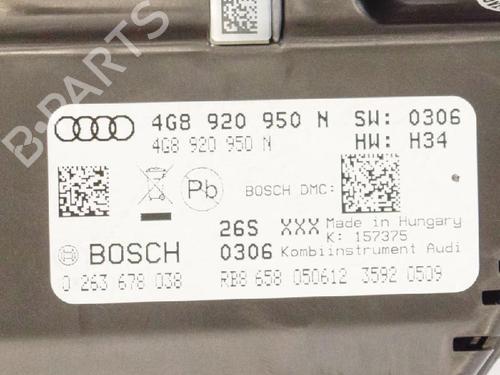 4G8 920 950 N SW: 0306
4G8 920 950 N HW: H34
Pb BOSCH DMC:
26S XXX Made in Hungary
K: 157375
BOSCH 0306 Kombiinstrument Audi
0 263 678 038 RB8 658 050612 3592 0509
B-PARTS